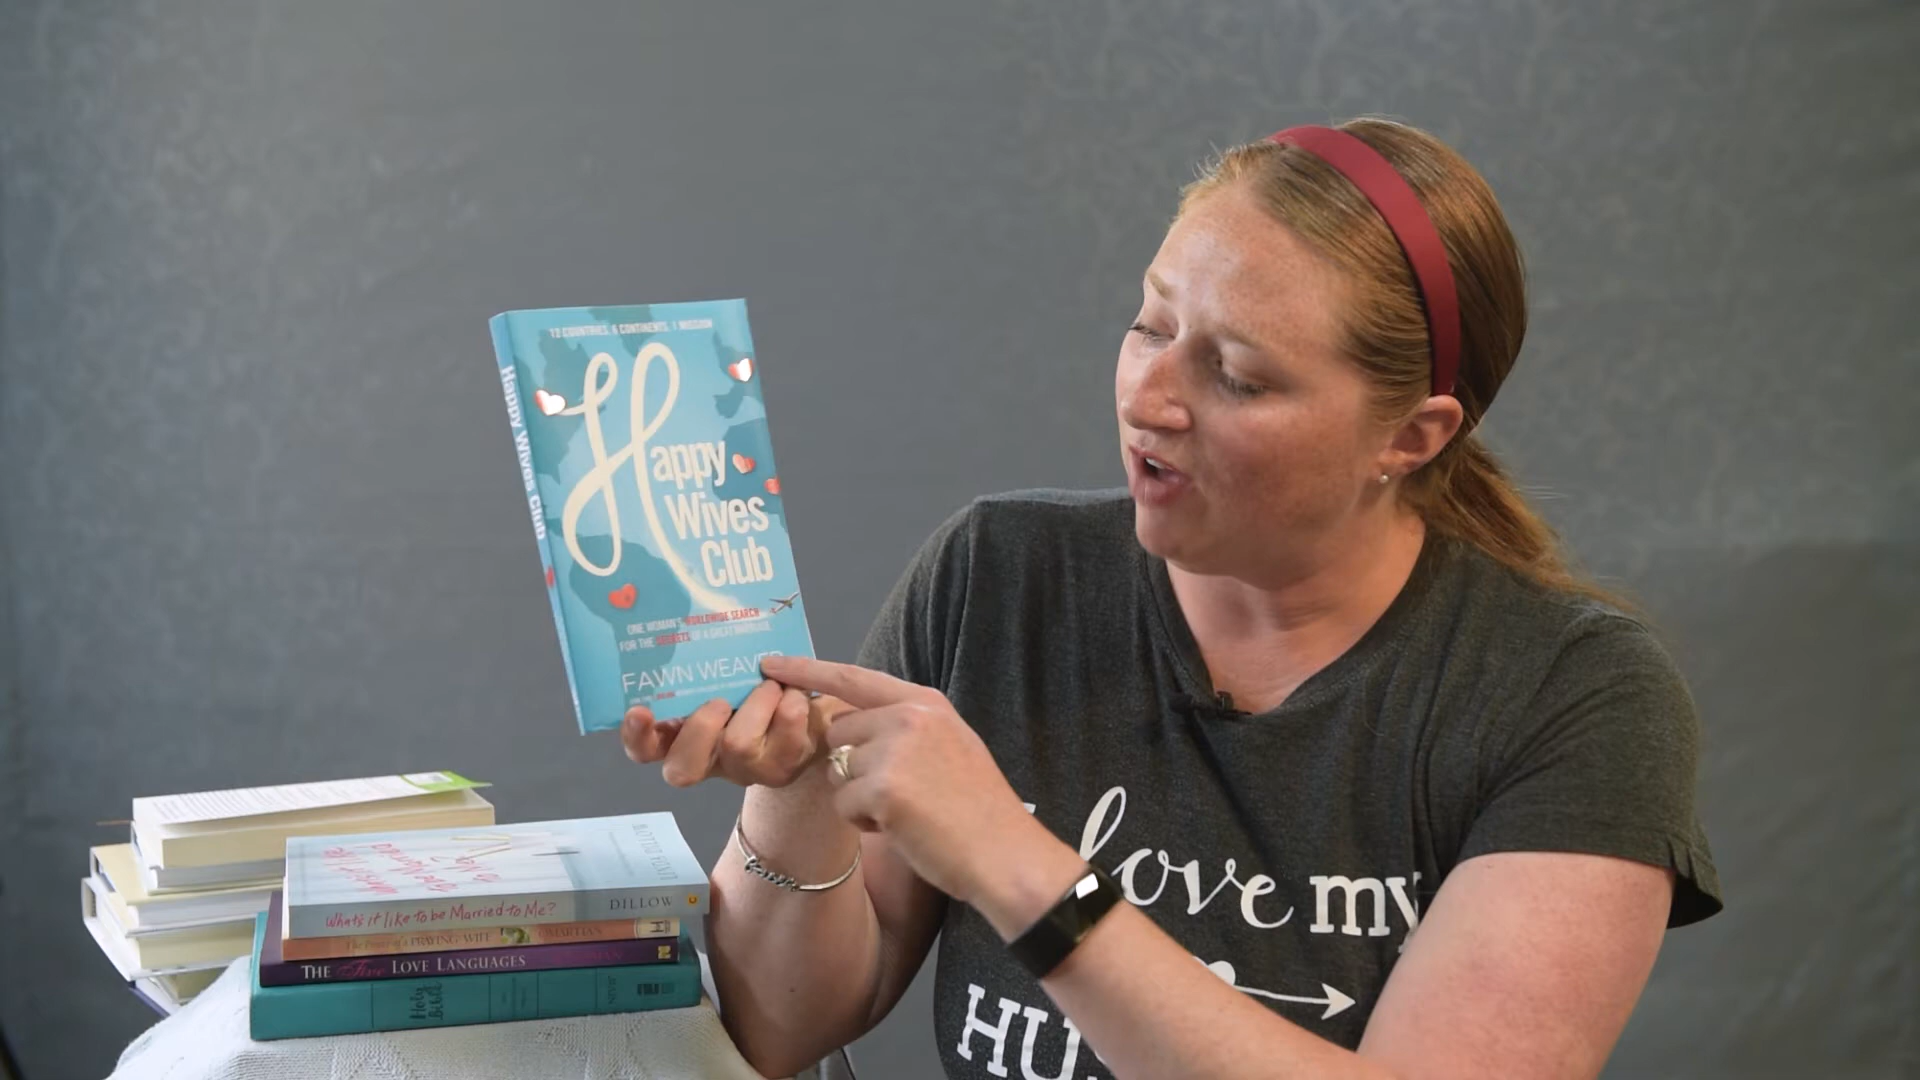 12 COUNTRIES, 6 CONTINENTS, 1 MISSION
Happy
Wives
Club
ONE WOMAN'S WORLDWIDE SEARCH
FOR THE SECRETS OF A GREAT MARRIAGE
FAWN WEAVER
Happy Wives Club
LINDA DILLOW
What's it like to be Married to Me?
DILLOW
The Power of a PRAYING WIFE
OMARTIAN
THE Five LOVE LANGUAGES
Holy Bible
love my
HU